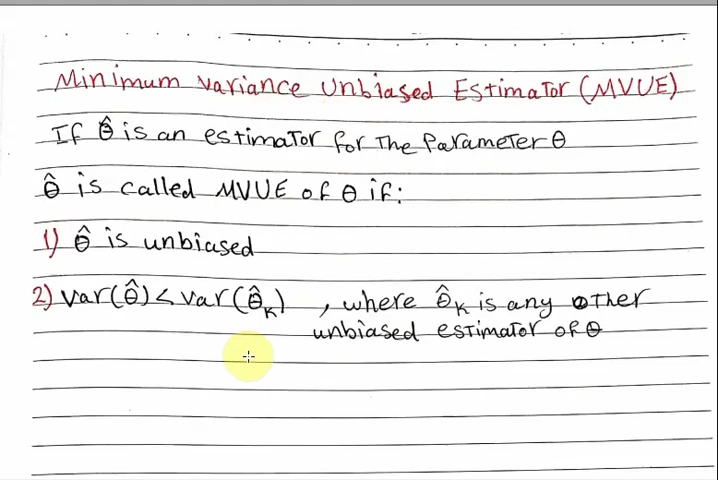 Minimum Variance Unbiased Estimator (MVUE)
If θ̂ is an estimator for The Parameter θ
θ̂ is called MVUE of θ if:
1) θ̂ is unbiased
2) Var(θ̂) < Var(θ̂ₖ) , where θ̂ₖ is any other
unbiased estimator of θ